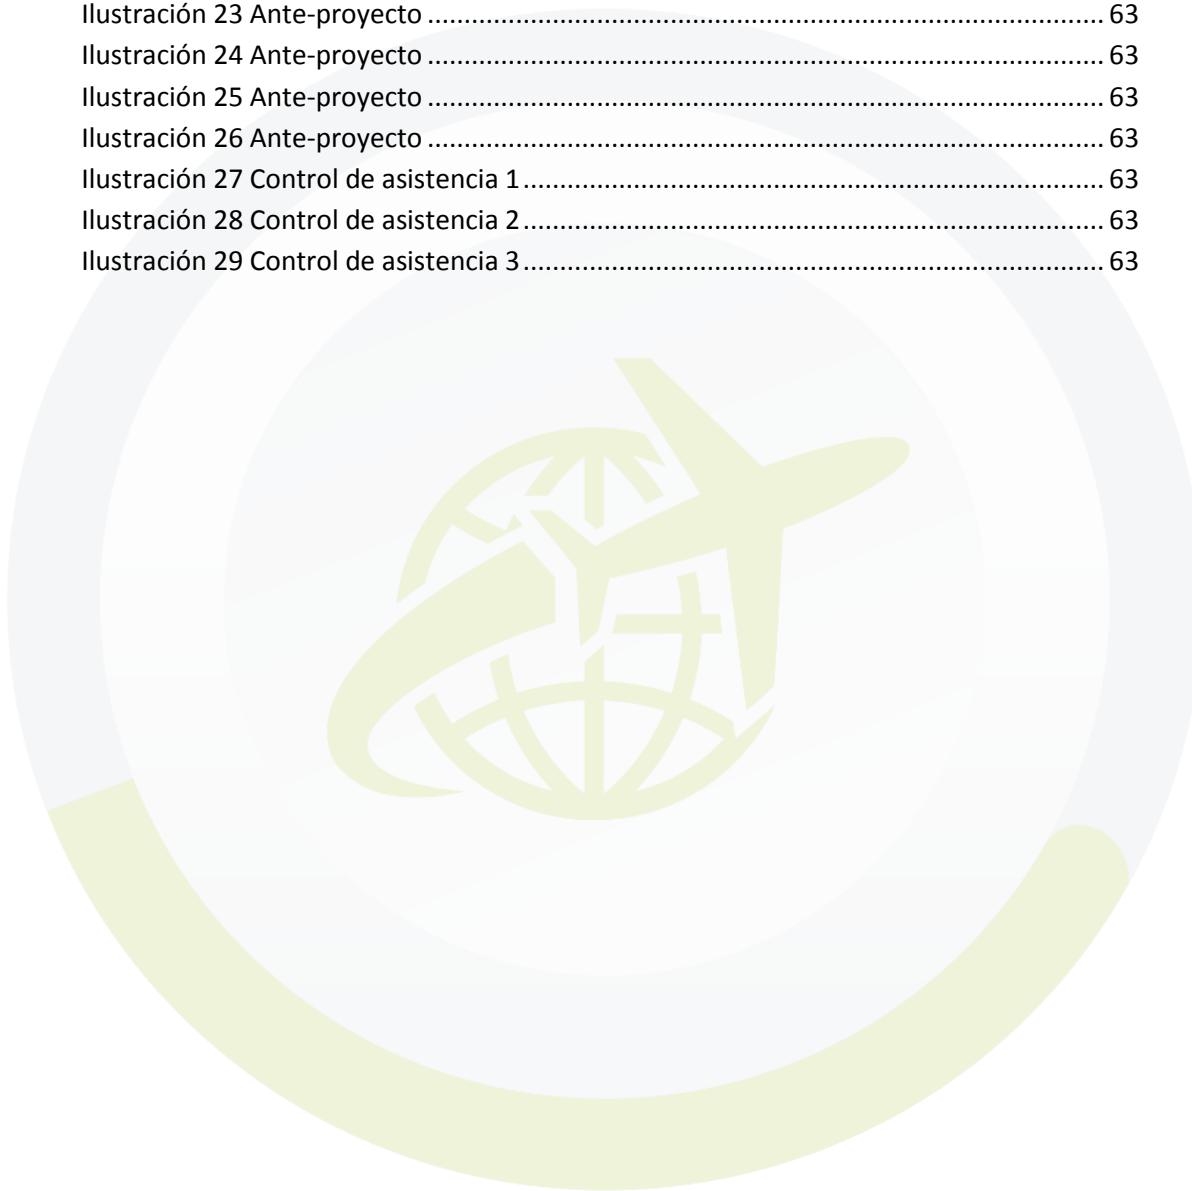 Ilustración 23 Ante-proyecto ........................................................................................ 63
Ilustración 24 Ante-proyecto ........................................................................................ 63
Ilustración 25 Ante-proyecto ........................................................................................ 63
Ilustración 26 Ante-proyecto ........................................................................................ 63
Ilustración 27 Control de asistencia 1 ........................................................................... 63
Ilustración 28 Control de asistencia 2 ........................................................................... 63
Ilustración 29 Control de asistencia 3 ........................................................................... 63